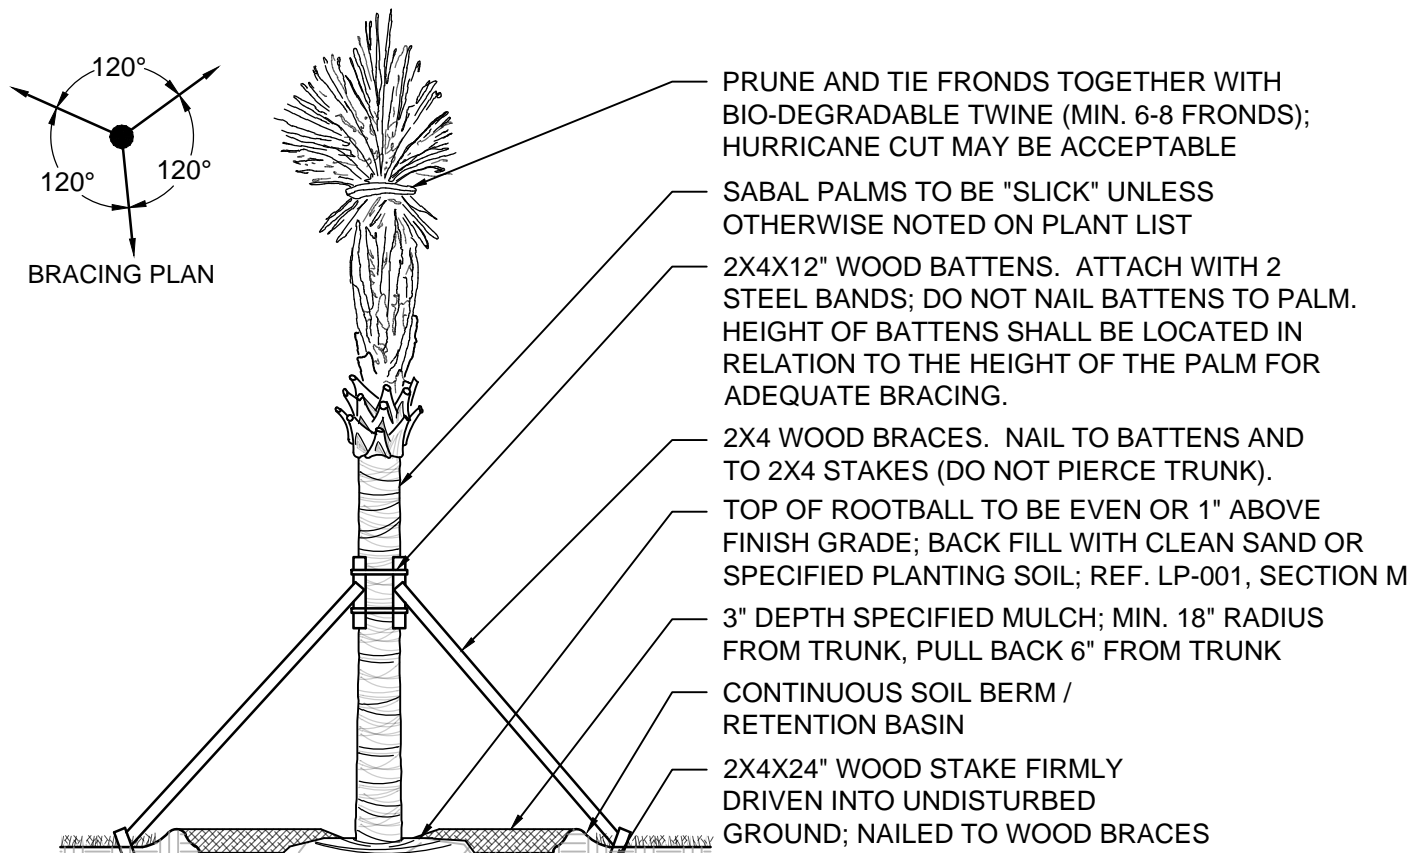 120°
120°
120°
BRACING PLAN
PRUNE AND TIE FRONDS TOGETHER WITH
BIO-DEGRADABLE TWINE (MIN. 6-8 FRONDS);
HURRICANE CUT MAY BE ACCEPTABLE
SABAL PALMS TO BE "SLICK" UNLESS
OTHERWISE NOTED ON PLANT LIST
2X4X12" WOOD BATTENS. ATTACH WITH 2
STEEL BANDS; DO NOT NAIL BATTENS TO PALM.
HEIGHT OF BATTENS SHALL BE LOCATED IN
RELATION TO THE HEIGHT OF THE PALM FOR
ADEQUATE BRACING.
2X4 WOOD BRACES. NAIL TO BATTENS AND
TO 2X4 STAKES (DO NOT PIERCE TRUNK).
TOP OF ROOTBALL TO BE EVEN OR 1" ABOVE
FINISH GRADE; BACK FILL WITH CLEAN SAND OR
SPECIFIED PLANTING SOIL; REF. LP-001, SECTION M
3" DEPTH SPECIFIED MULCH; MIN. 18" RADIUS
FROM TRUNK, PULL BACK 6" FROM TRUNK
CONTINUOUS SOIL BERM /
RETENTION BASIN
2X4X24" WOOD STAKE FIRMLY
DRIVEN INTO UNDISTURBED
GROUND; NAILED TO WOOD BRACES